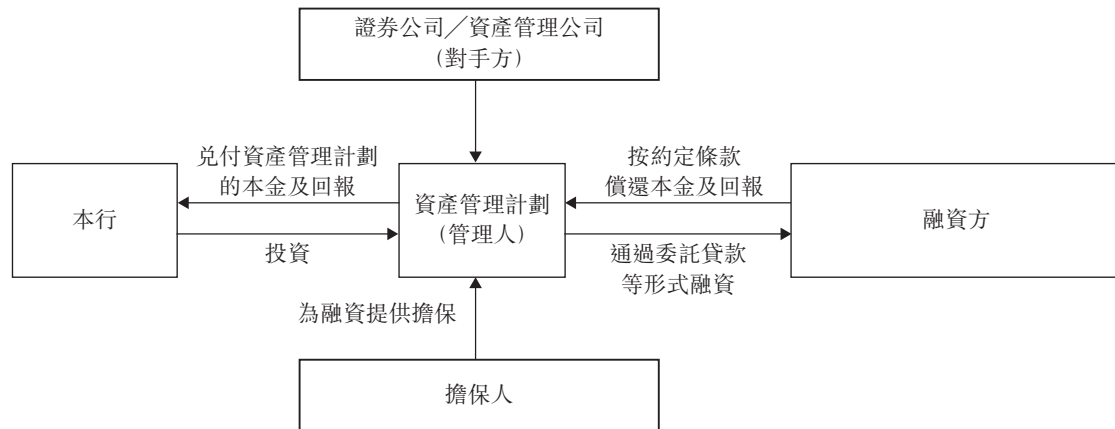 證券公司／資產管理公司
(對手方)
兌付資產管理計劃
的本金及回報
按約定條款
償還本金及回報
本行
資產管理計劃
(管理人)
融資方
投資
通過委託貸款
等形式融資
為融資提供擔保
擔保人